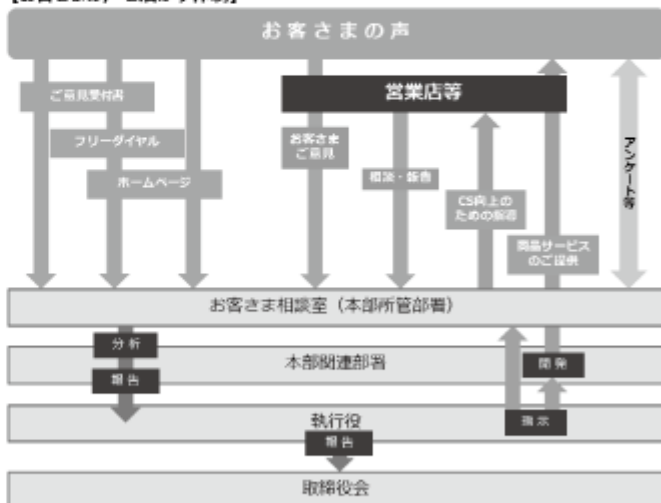 お客さまの声
営業店等
ご意見受付書
フリーダイヤル
ホームページ
お客さま
ご意見
相談・報告
CS向上の
ための指導
商品サービス
のご提供
アンケート等
お客さま相談室（本部所管部署）
分析
本部関連部署
開発
報告
執行役
指示
報告
取締役会